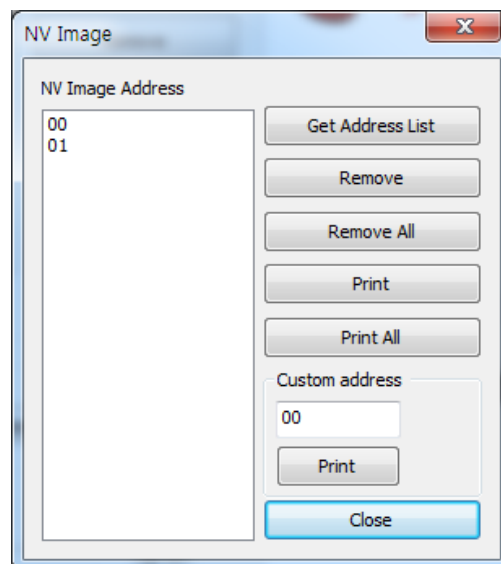 NV Image
NV Image Address
00
01
Get Address List
Remove
Remove All
Print
Print All
Custom address
00
Print
Close